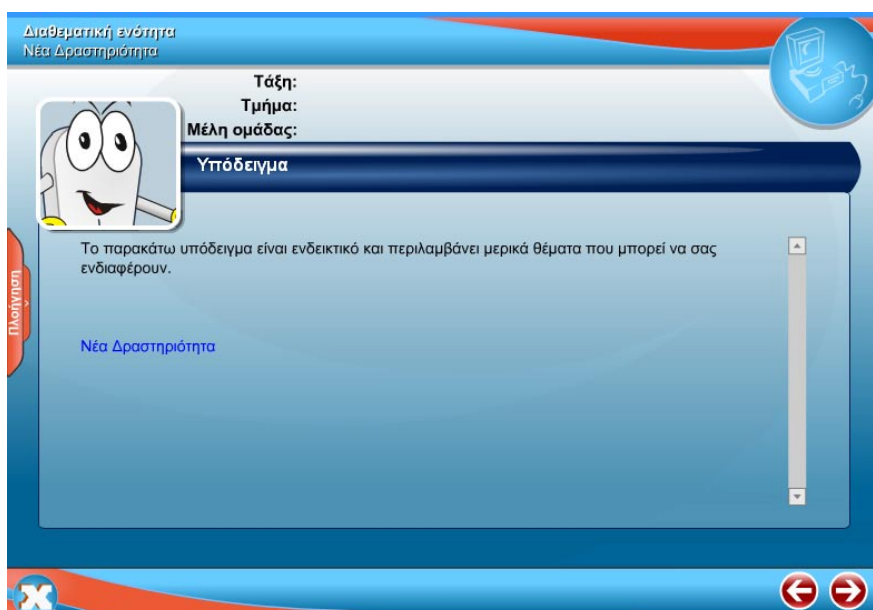 Διαθεματική ενότητα
Νέα Δραστηριότητα
Τάξη:
Τμήμα:
Μέλη ομάδας:
Υπόδειγμα
Το παρακάτω υπόδειγμα είναι ενδεικτικό και περιλαμβάνει μερικά θέματα που μπορεί να σας
ενδιαφέρουν.
Πλοήγηση
Νέα Δραστηριότητα